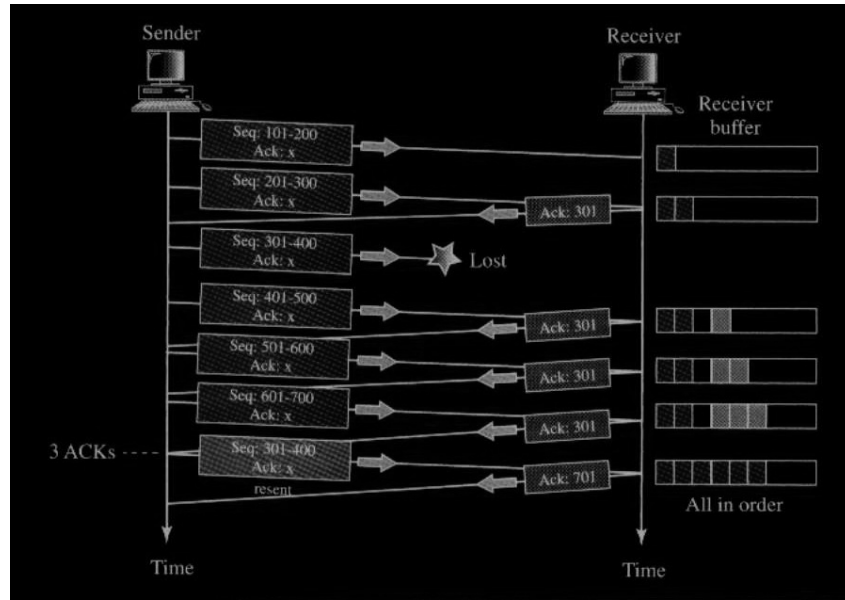 Sender
Receiver
Receiver
buffer
Seq: 101-200
Ack: x
Seq: 201-300
Ack: x
Ack: 301
Seq: 301-400
Ack: x
Lost
Seq: 401-500
Ack: x
Ack: 301
Seq: 501-600
Ack: x
Ack: 301
Seq: 601-700
Ack: x
Ack: 301
3 ACKs
Seq: 301-400
Ack: x
resent
Ack: 701
All in order
Time
Time